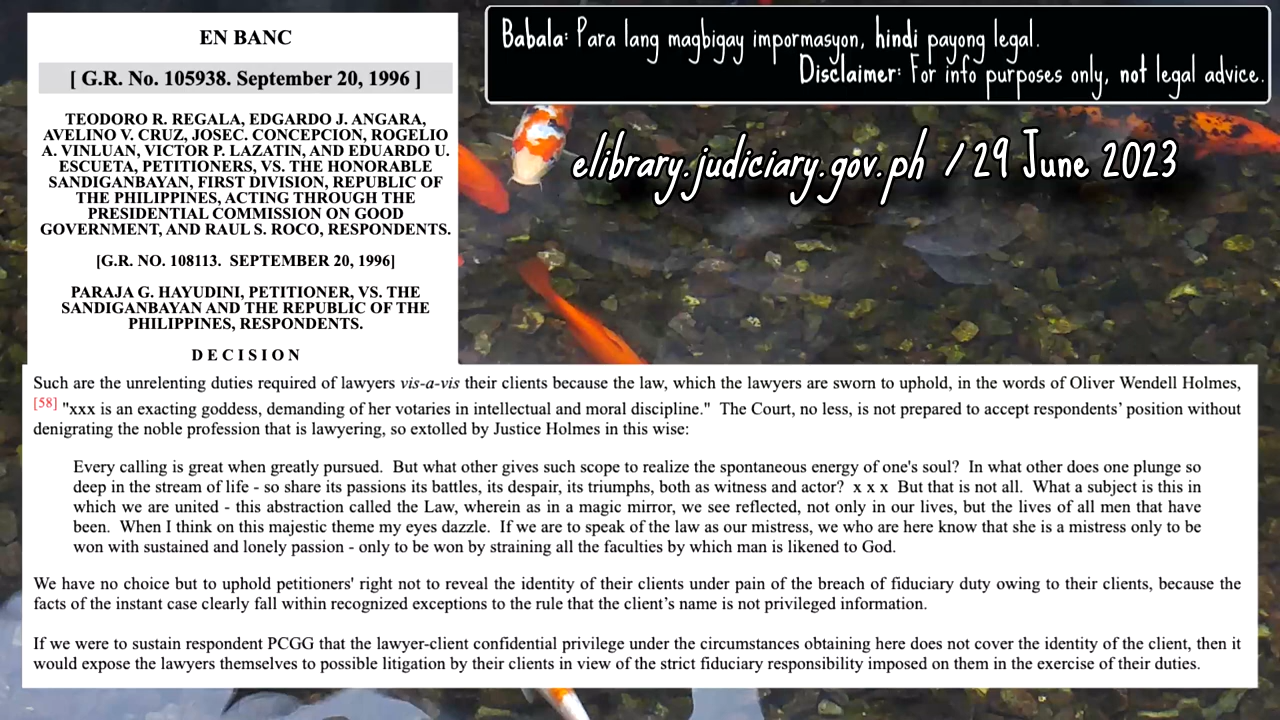 EN BANC
[ G.R. No. 105938. September 20, 1996 ]
TEODORO R. REGALA, EDGARDO J. ANGARA,
AVELINO V. CRUZ, JOSEC. CONCEPCION, ROGELIO
A. VINLUAN, VICTOR P. LAZATIN, AND EDUARDO U.
ESCUETA, PETITIONERS, VS. THE HONORABLE
SANDIGANBAYAN, FIRST DIVISION, REPUBLIC OF
THE PHILIPPINES, ACTING THROUGH THE
PRESIDENTIAL COMMISSION ON GOOD
GOVERNMENT, AND RAUL S. ROCO, RESPONDENTS.
[G.R. NO. 108113. SEPTEMBER 20, 1996]
PARAJA G. HAYUDINI, PETITIONER, VS. THE
SANDIGANBAYAN AND THE REPUBLIC OF THE
PHILIPPINES, RESPONDENTS.
D E C I S I O N
Babala: Para lang magbigay impormasyon, hindi payong legal.
Disclaimer: For info purposes only, not legal advice.
elibrary.judiciary.gov.ph / 29 June 2023
Such are the unrelenting duties required of lawyers vis-a-vis their clients because the law, which the lawyers are sworn to uphold, in the words of Oliver Wendell Holmes,
[58] "xxx is an exacting goddess, demanding of her votaries in intellectual and moral discipline." The Court, no less, is not prepared to accept respondents' position without
denigrating the noble profession that is lawyering, so extolled by Justice Holmes in this wise:
Every calling is great when greatly pursued. But what other gives such scope to realize the spontaneous energy of one's soul? In what other does one plunge so
deep in the stream of life - so share its passions its battles, its despair, its triumphs, both as witness and actor? x x x But that is not all. What a subject is this in
which we are united - this abstraction called the Law, wherein as in a magic mirror, we see reflected, not only in our lives, but the lives of all men that have
been. When I think on this majestic theme my eyes dazzle. If we are to speak of the law as our mistress, we who are here know that she is a mistress only to be
won with sustained and lonely passion - only to be won by straining all the faculties by which man is likened to God.
We have no choice but to uphold petitioners' right not to reveal the identity of their clients under pain of the breach of fiduciary duty owing to their clients, because the
facts of the instant case clearly fall within recognized exceptions to the rule that the client's name is not privileged information.
If we were to sustain respondent PCGG that the lawyer-client confidential privilege under the circumstances obtaining here does not cover the identity of the client, then it
would expose the lawyers themselves to possible litigation by their clients in view of the strict fiduciary responsibility imposed on them in the exercise of their duties.